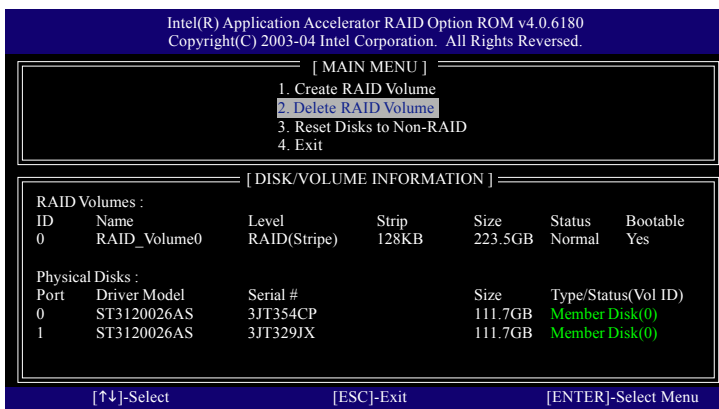 Intel(R) Application Accelerator RAID Option ROM v4.0.6180
Copyright(C) 2003-04 Intel Corporation. All Rights Reversed.
[ MAIN MENU ]
1. Create RAID Volume
2. Delete RAID Volume
3. Reset Disks to Non-RAID
4. Exit
[ DISK/VOLUME INFORMATION ]
RAID Volumes :
ID Name Level Strip Size Status Bootable
0 RAID_Volume0 RAID(Stripe) 128KB 223.5GB Normal Yes
Physical Disks :
Port Driver Model Serial # Size Type/Status(Vol ID)
0 ST3120026AS 3JT354CP 111.7GB Member Disk(0)
1 ST3120026AS 3JT329JX 111.7GB Member Disk(0)
[↑↓]-Select [ESC]-Exit [ENTER]-Select Menu